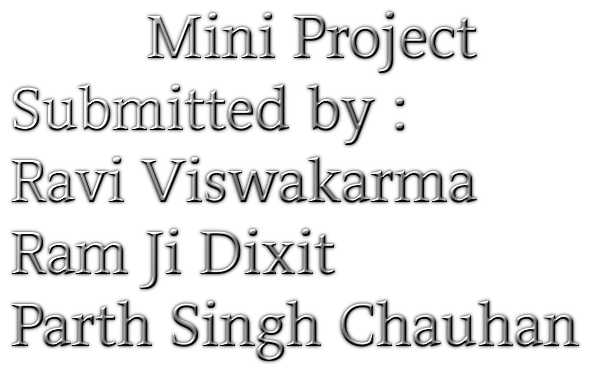 Mini Project
Submitted by :
Ravi Viswakarma
Ram Ji Dixit
Parth Singh Chauhan